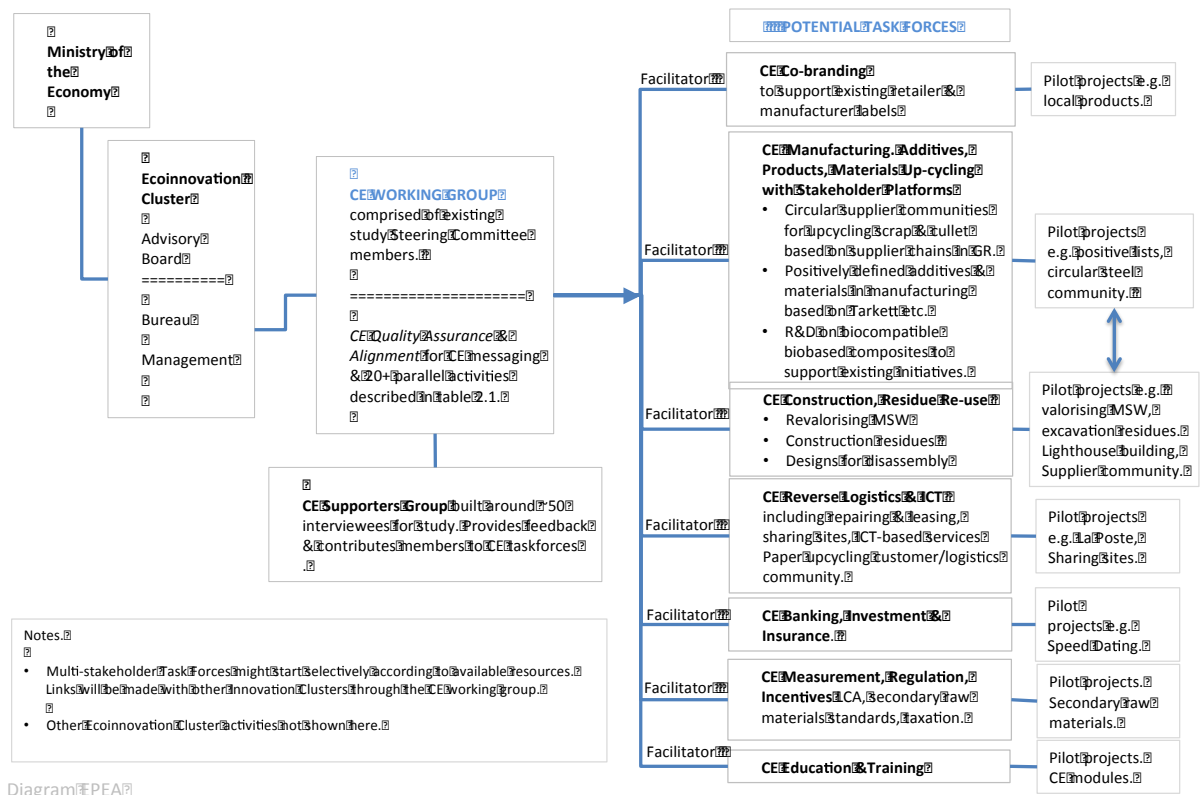 Ministry of
the
Economy
Ecoinnovation
Cluster
Advisory
Board
==========
Bureau
Management
CE WORKING GROUP
comprised of existing
study Steering Committee
members.
=====================
CE Quality Assurance &
Alignment for CE messaging
& 20+ parallel activities
described in table 2.1.
CE Supporters Group built around ~50
interviewees for study. Provides feedback
& contributes members to CE taskforces
.
POTENTIAL TASK FORCES
Facilitator
CE Co-branding
to support existing retailer &
manufacturer labels
Pilot projects e.g.
local products.
Facilitator
CE Manufacturing. Additives,
Products, Materials Up-cycling
with Stakeholder Platforms
• Circular supplier communities
for upcycling scrap & cullet
based on supplier chains in GR.
• Positively defined additives &
materials in manufacturing
based on Tarkett etc.
• R&D on biocompatible
biobased composites to
support existing initiatives.
Pilot projects
e.g. positive lists,
circular steel
community.
Facilitator
CE Construction, Residue Re-use
• Revalorising MSW
• Construction residues
• Designs for disassembly
Pilot projects e.g.
valorising MSW,
excavation residues.
Lighthouse building,
Supplier community.
Facilitator
CE Reverse Logistics & ICT
including repairing & leasing,
sharing sites, ICT-based services
Paper upcycling customer/logistics
community.
Pilot projects
e.g. La Poste,
Sharing sites.
Facilitator
CE Banking, Investment &
Insurance.
Pilot
projects e.g.
Speed Dating.
Facilitator
CE Measurement, Regulation,
Incentives LCA, secondary raw
materials standards, taxation.
Pilot projects.
Secondary raw
materials.
Facilitator
CE Education & Training
Pilot projects.
CE modules.
Notes.
• Multi-stakeholder Task Forces might start selectively according to available resources.
Links will be made with other Innovation Clusters through the CE working group.
• Other Ecoinnovation Cluster activities not shown here.
Diagram EPEA